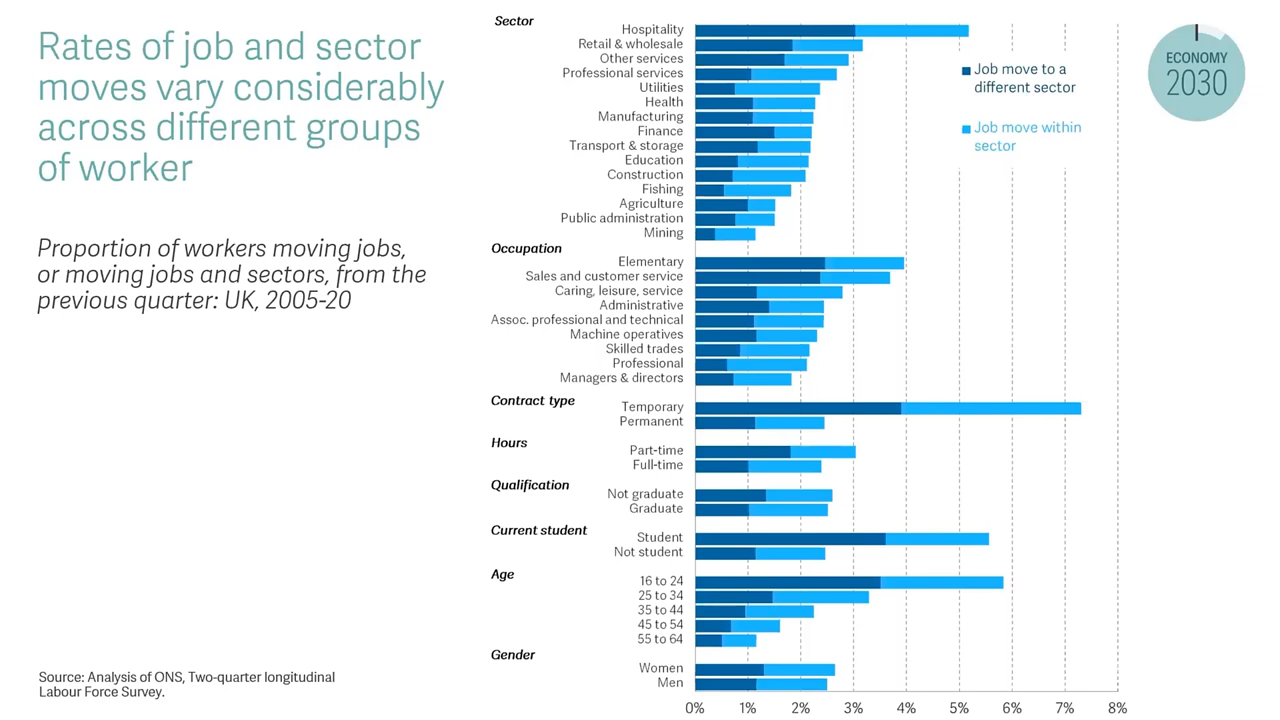 Rates of job and sector
moves vary considerably
across different groups
of worker
Proportion of workers moving jobs,
or moving jobs and sectors, from the
previous quarter: UK, 2005-20
Source: Analysis of ONS, Two-quarter longitudinal
Labour Force Survey.
Sector
Hospitality
Retail & wholesale
Other services
Professional services
Utilities
Health
Manufacturing
Finance
Transport & storage
Education
Construction
Fishing
Agriculture
Public administration
Mining
Occupation
Elementary
Sales and customer service
Caring, leisure, service
Administrative
Assoc. professional and technical
Machine operatives
Skilled trades
Professional
Managers & directors
Contract type
Temporary
Permanent
Hours
Part-time
Full-time
Qualification
Not graduate
Graduate
Current student
Student
Not student
Age
16 to 24
25 to 34
35 to 44
45 to 54
55 to 64
Gender
Women
Men
0% 1% 2% 3% 4% 5% 6% 7% 8%
Job move to a
different sector
Job move within
sector
ECONOMY
2030